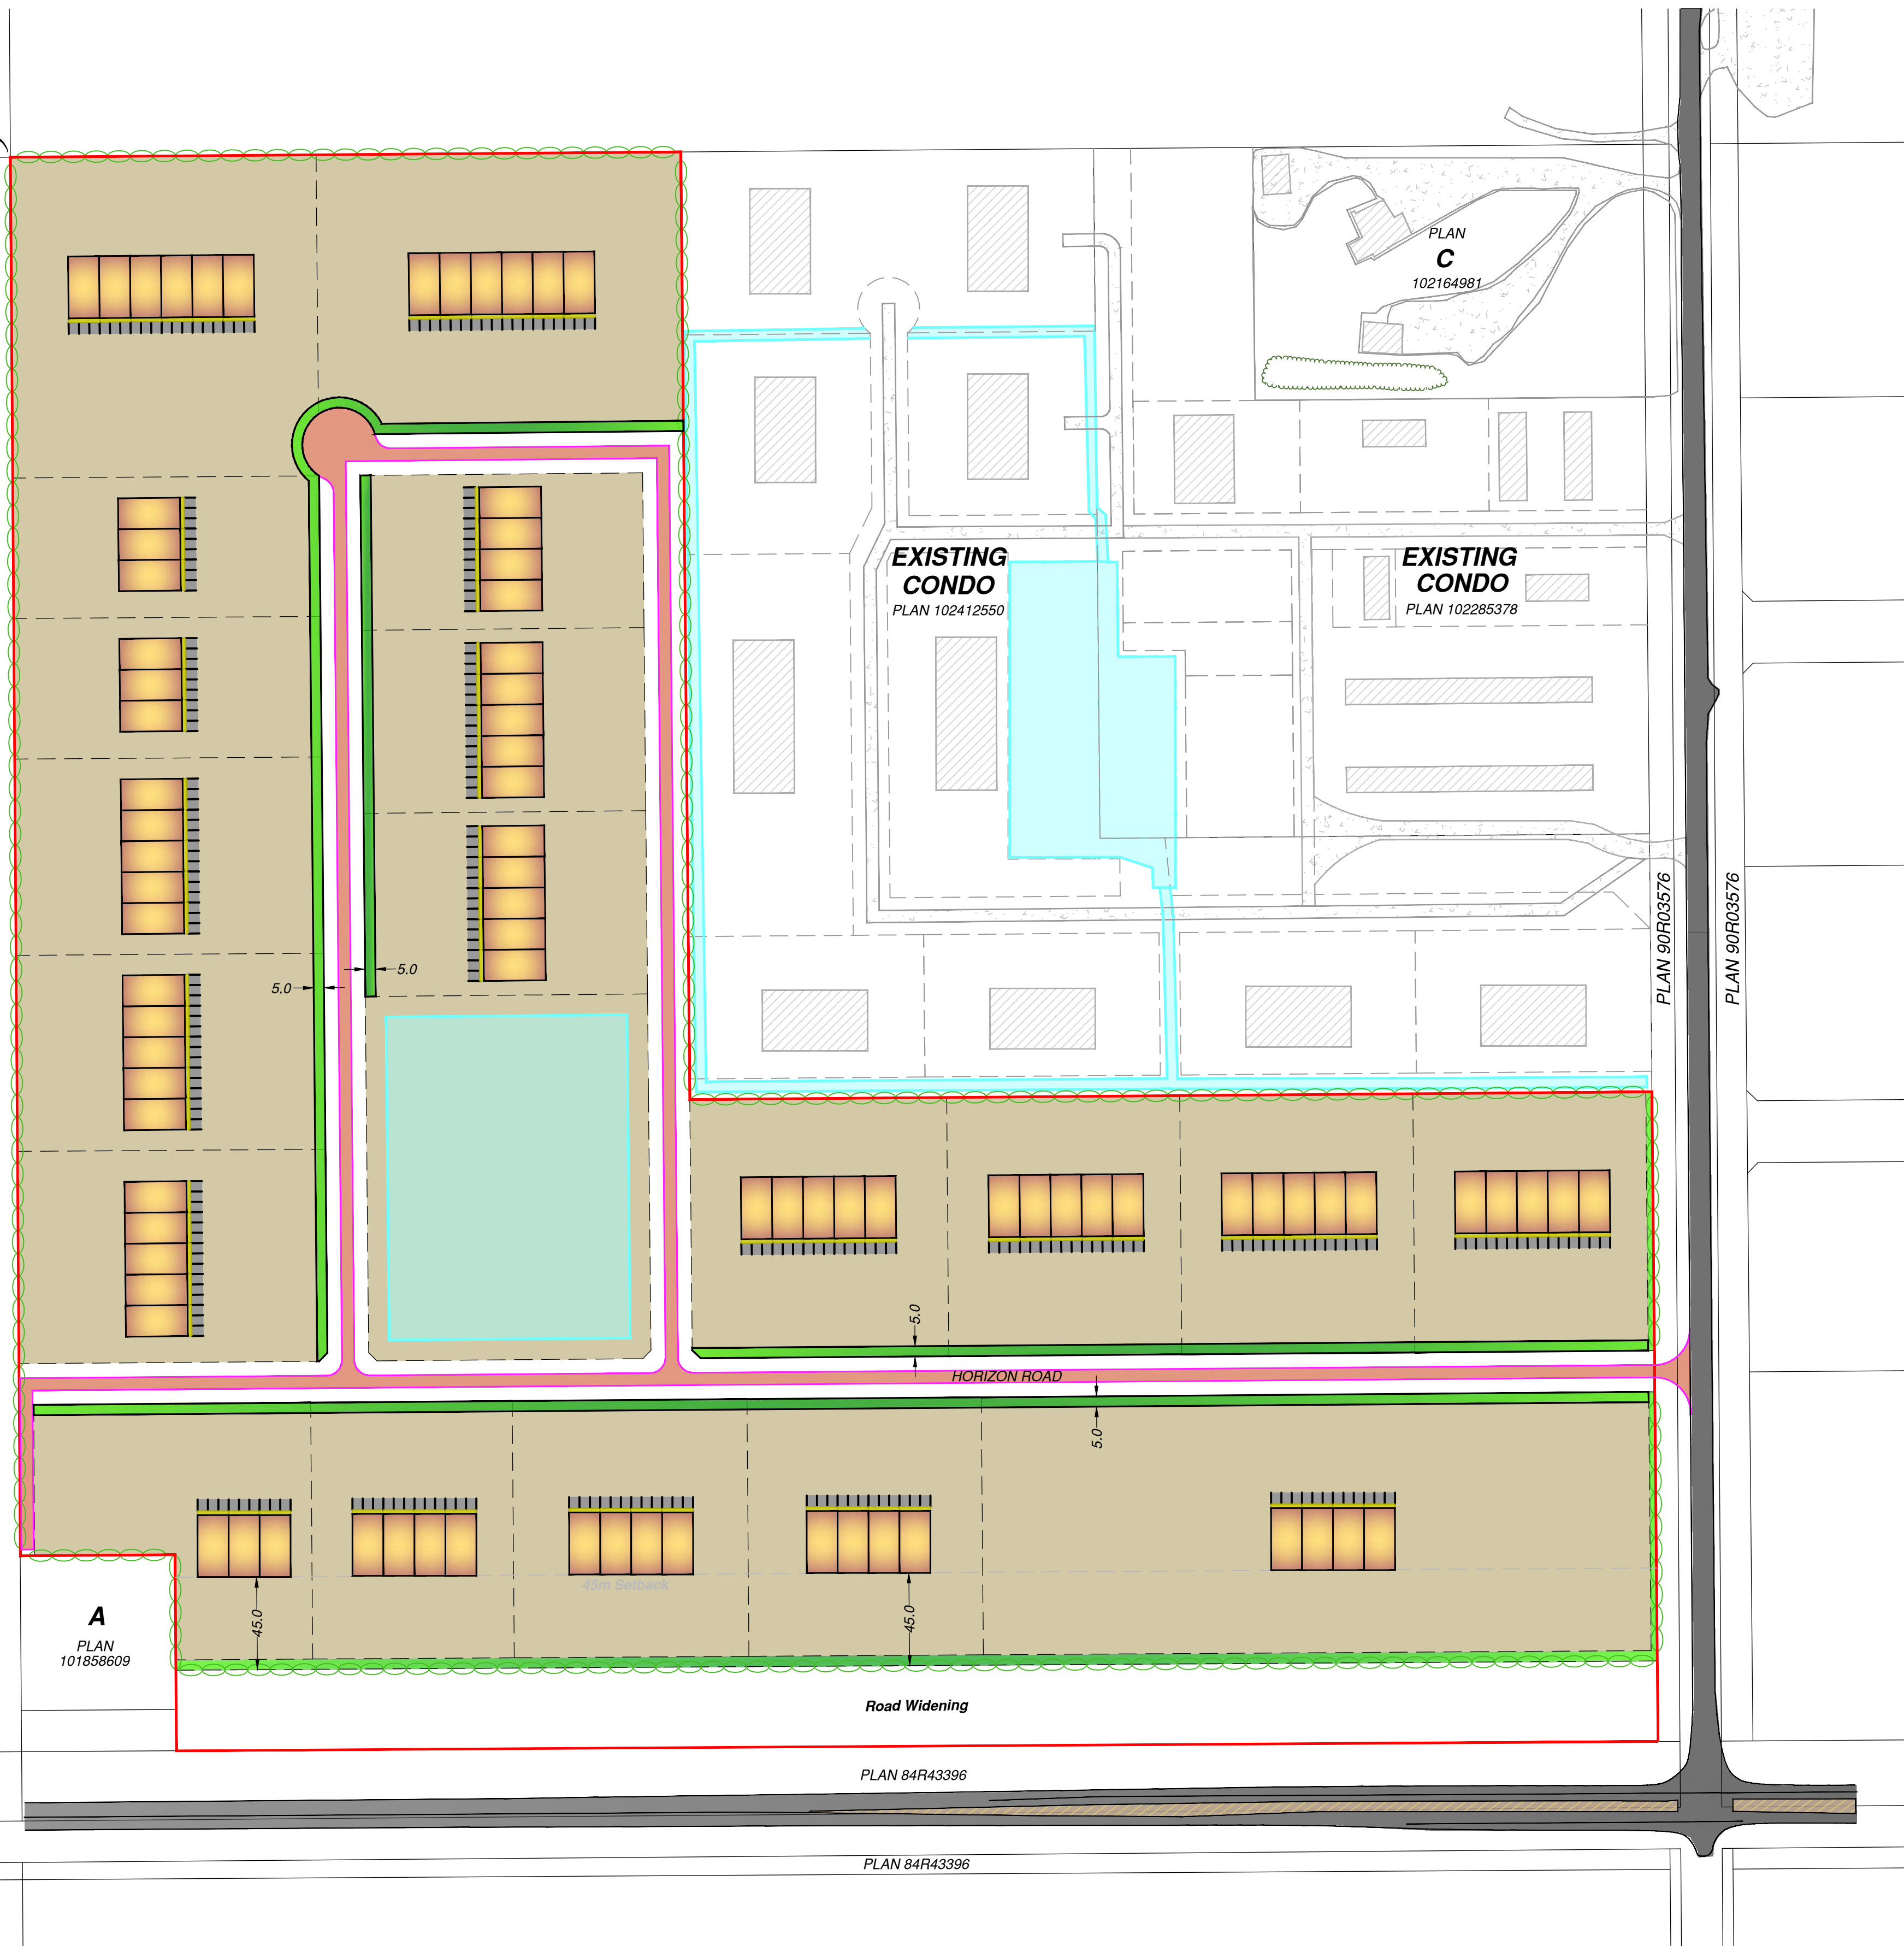 PLAN
C
102164981
EXISTING
CONDO
PLAN 102412550
EXISTING
CONDO
PLAN 102285378
PLAN 90R03576
PLAN 90R03576
5.0
5.0
5.0
HORIZON ROAD
5.0
45m Setback
45.0
45.0
A
PLAN
101858609
Road Widening
PLAN 84R43396
PLAN 84R43396